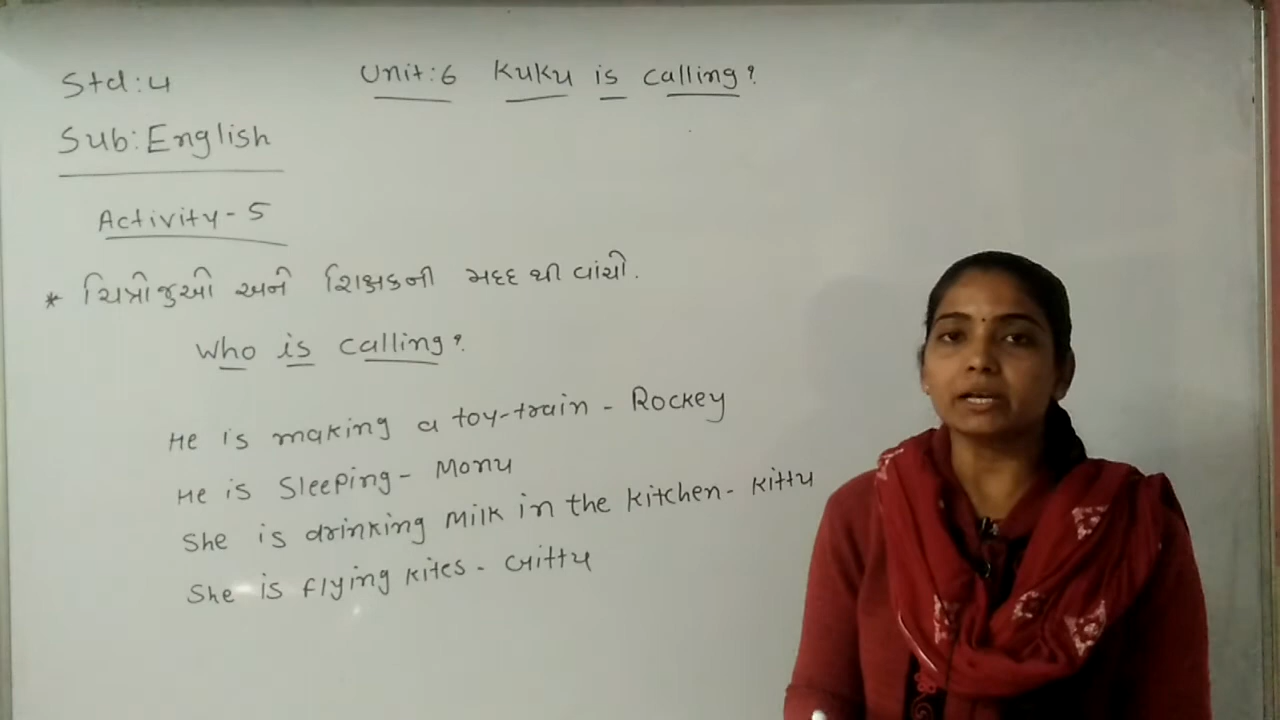 Std:4
Unit:6 Kuku is calling?
Sub:English
Activity-5
* ચિત્રો જુઓ અને શિક્ષકની મદદ થી વાંચો.
Who is calling?
He is making a toy-train - Rockey
He is Sleeping - Monu
She is drinking Milk in the kitchen - Kittu
She is flying kites - Jittu